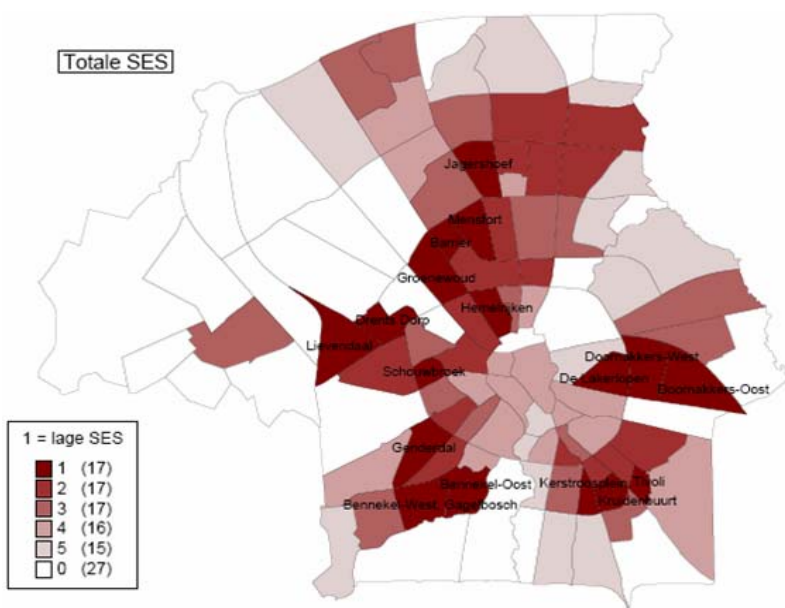 Totale SES
Jagershoef
Mensfort
Barrier
Groenewoud
Hemelrijken
Drents Dorp
Lievendaal
Schouwbroek
Doornakkers-West
De Lakerlopen
Doornakkers-Oost
Genderdal
Bennekel-Oost
Kerstroosplein, Tivoli
Bennekel-West, Gagelbosch
Kruidenbuurt
1 = lage SES
1 (17)
2 (17)
3 (17)
4 (16)
5 (15)
0 (27)